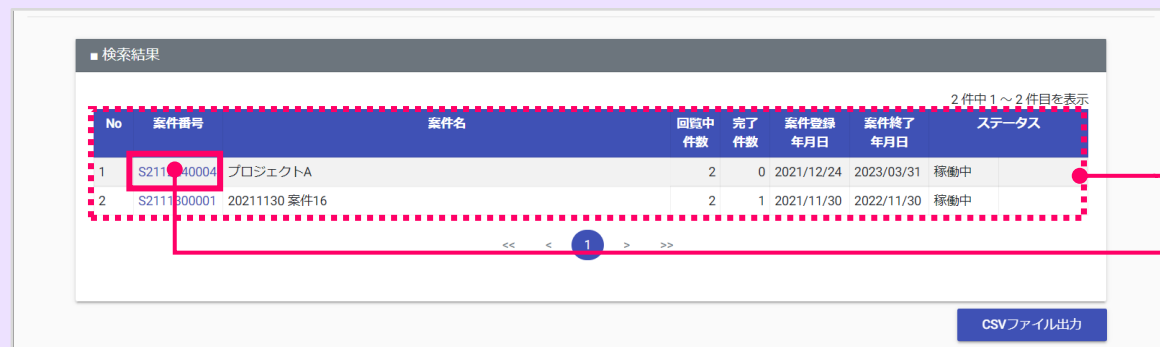 ■ 検索結果
2 件中 1 ～ 2 件目を表示
No 案件番号 案件名 回覧中件数 完了件数 案件登録年月日 案件終了年月日 ステータス
1 プロジェクトA 2 0 2021/12/24 2023/03/31 稼働中
2 20211130 案件16 2 1 2021/11/30 2022/11/30 稼働中
<< < 1 > >>
CSVファイル出力